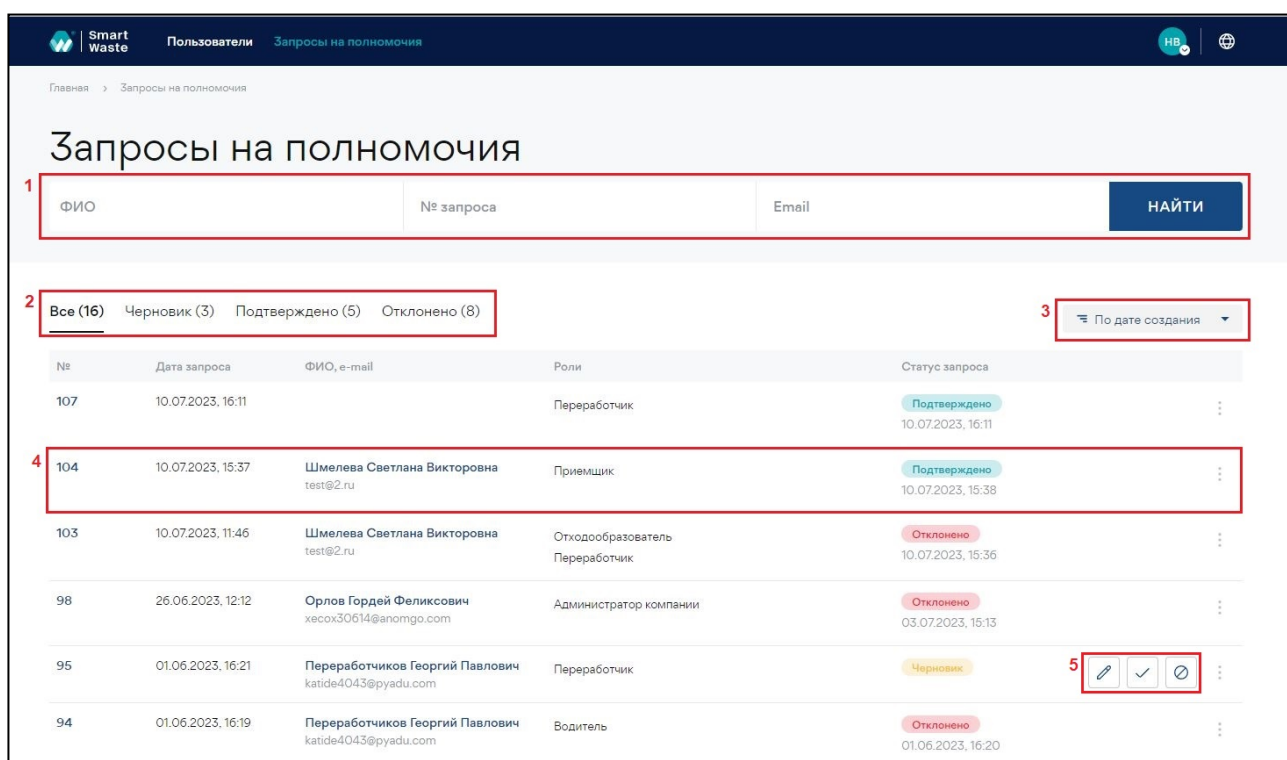 Smart
Waste
Пользователи Запросы на полномочия
НВ
Главная > Запросы на полномочия
Запросы на полномочия
1
ФИО № запроса Email НАЙТИ
2 Все (16) Черновик (3) Подтверждено (5) Отклонено (8)
3 По дате создания
№ Дата запроса ФИО, e-mail Роли Статус запроса
107 10.07.2023, 16:11 Переработчик Подтверждено
10.07.2023, 16:11
4 104 10.07.2023, 15:37 Шмелева Светлана Викторовна Приемщик Подтверждено
test@2.ru 10.07.2023, 15:38
103 10.07.2023, 11:46 Шмелева Светлана Викторовна Отходообразователь Отклонено
test@2.ru Переработчик 10.07.2023, 15:36
98 26.06.2023, 12:12 Орлов Гордей Феликсович Администратор компании Отклонено
xecox30614@anomgo.com 03.07.2023, 15:13
95 01.06.2023, 16:21 Переработчиков Георгий Павлович Переработчик Черновик 5
katide4043@pyadu.com
94 01.06.2023, 16:19 Переработчиков Георгий Павлович Водитель Отклонено
katide4043@pyadu.com 01.06.2023, 16:20